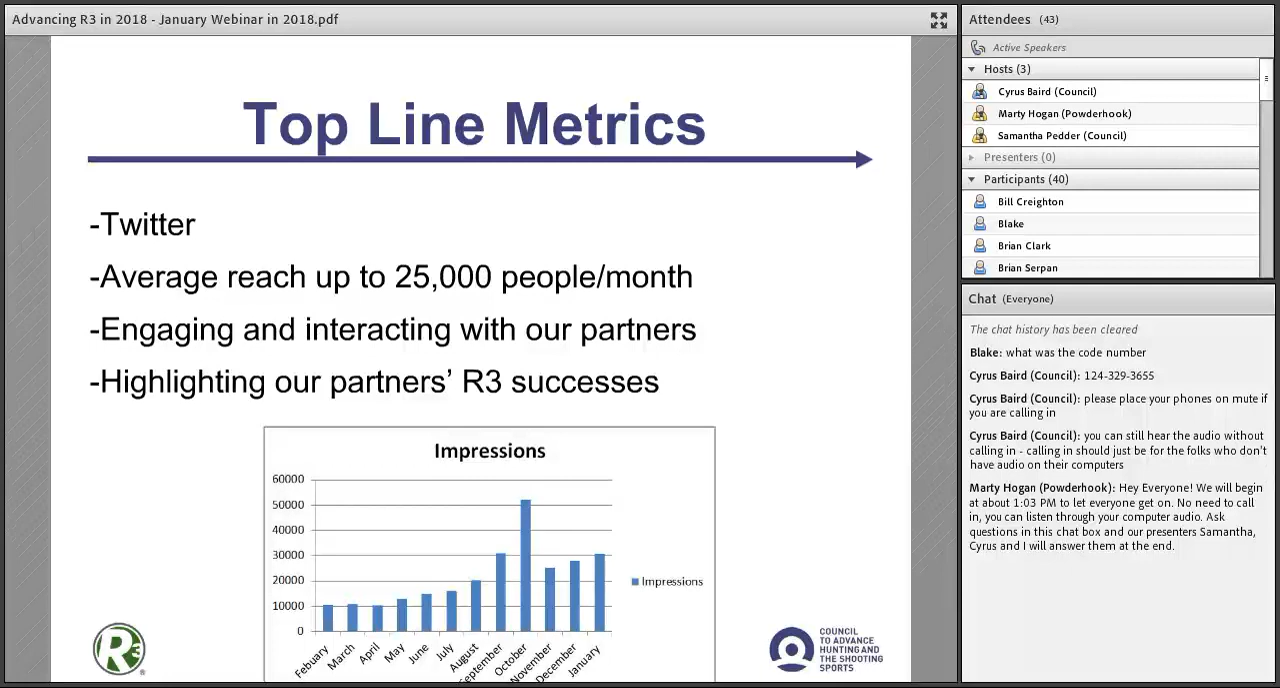 Advancing R3 in 2018 - January Webinar in 2018.pdf
Top Line Metrics
-Twitter
-Average reach up to 25,000 people/month
-Engaging and interacting with our partners
-Highlighting our partners’ R3 successes
Impressions
60000
50000
40000
30000
20000
10000
0
Febuary
March
April
May
June
July
August
September
October
November
December
January
Impressions
R3
®
COUNCIL
TO ADVANCE
HUNTING AND
THE SHOOTING
SPORTS
Attendees (43)
Active Speakers
Hosts (3)
Cyrus Baird (Council)
Marty Hogan (Powderhook)
Samantha Pedder (Council)
Presenters (0)
Participants (40)
Bill Creighton
Blake
Brian Clark
Brian Serpan
Chat (Everyone)
The chat history has been cleared
Blake: what was the code number
Cyrus Baird (Council): 124-329-3655
Cyrus Baird (Council): please place your phones on mute if
you are calling in
Cyrus Baird (Council): you can still hear the audio without
calling in - calling in should just be for the folks who don't
have audio on their computers
Marty Hogan (Powderhook): Hey Everyone! We will begin
at about 1:03 PM to let everyone get on. No need to call
in, you can listen through your computer audio. Ask
questions in this chat box and our presenters Samantha,
Cyrus and I will answer them at the end.